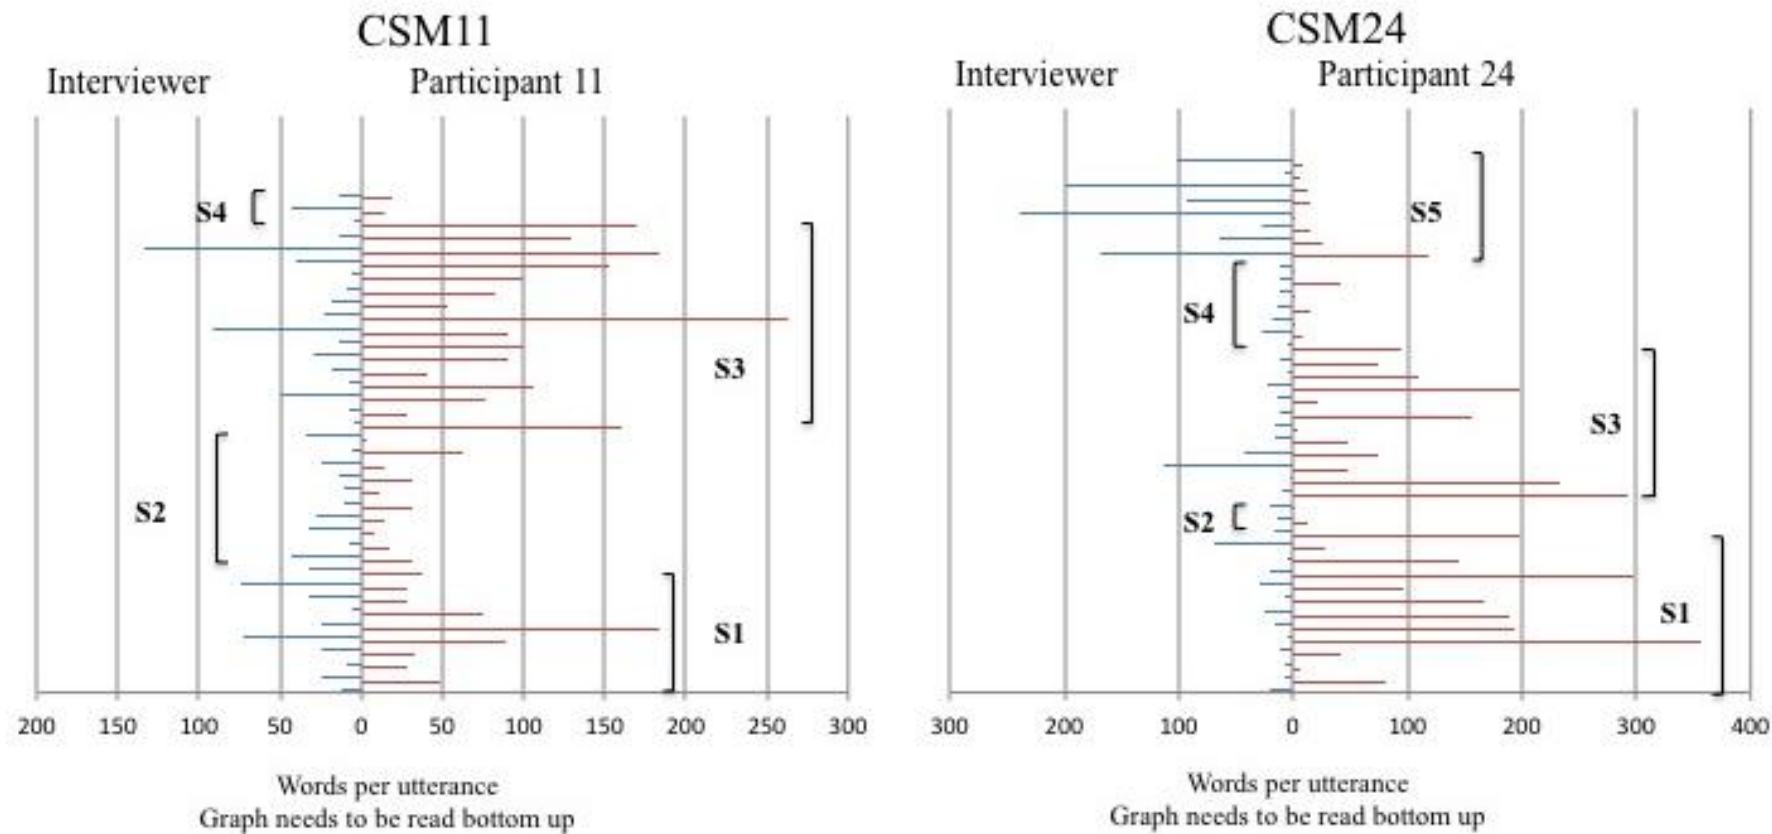 CSM11
Interviewer Participant 11
S4
S3
S2
S1
200 150 100 50 0 50 100 150 200 250 300
Words per utterance
Graph needs to be read bottom up
CSM24
Interviewer Participant 24
S5
S4
S3
S2
S1
300 200 100 0 100 200 300 400
Words per utterance
Graph needs to be read bottom up